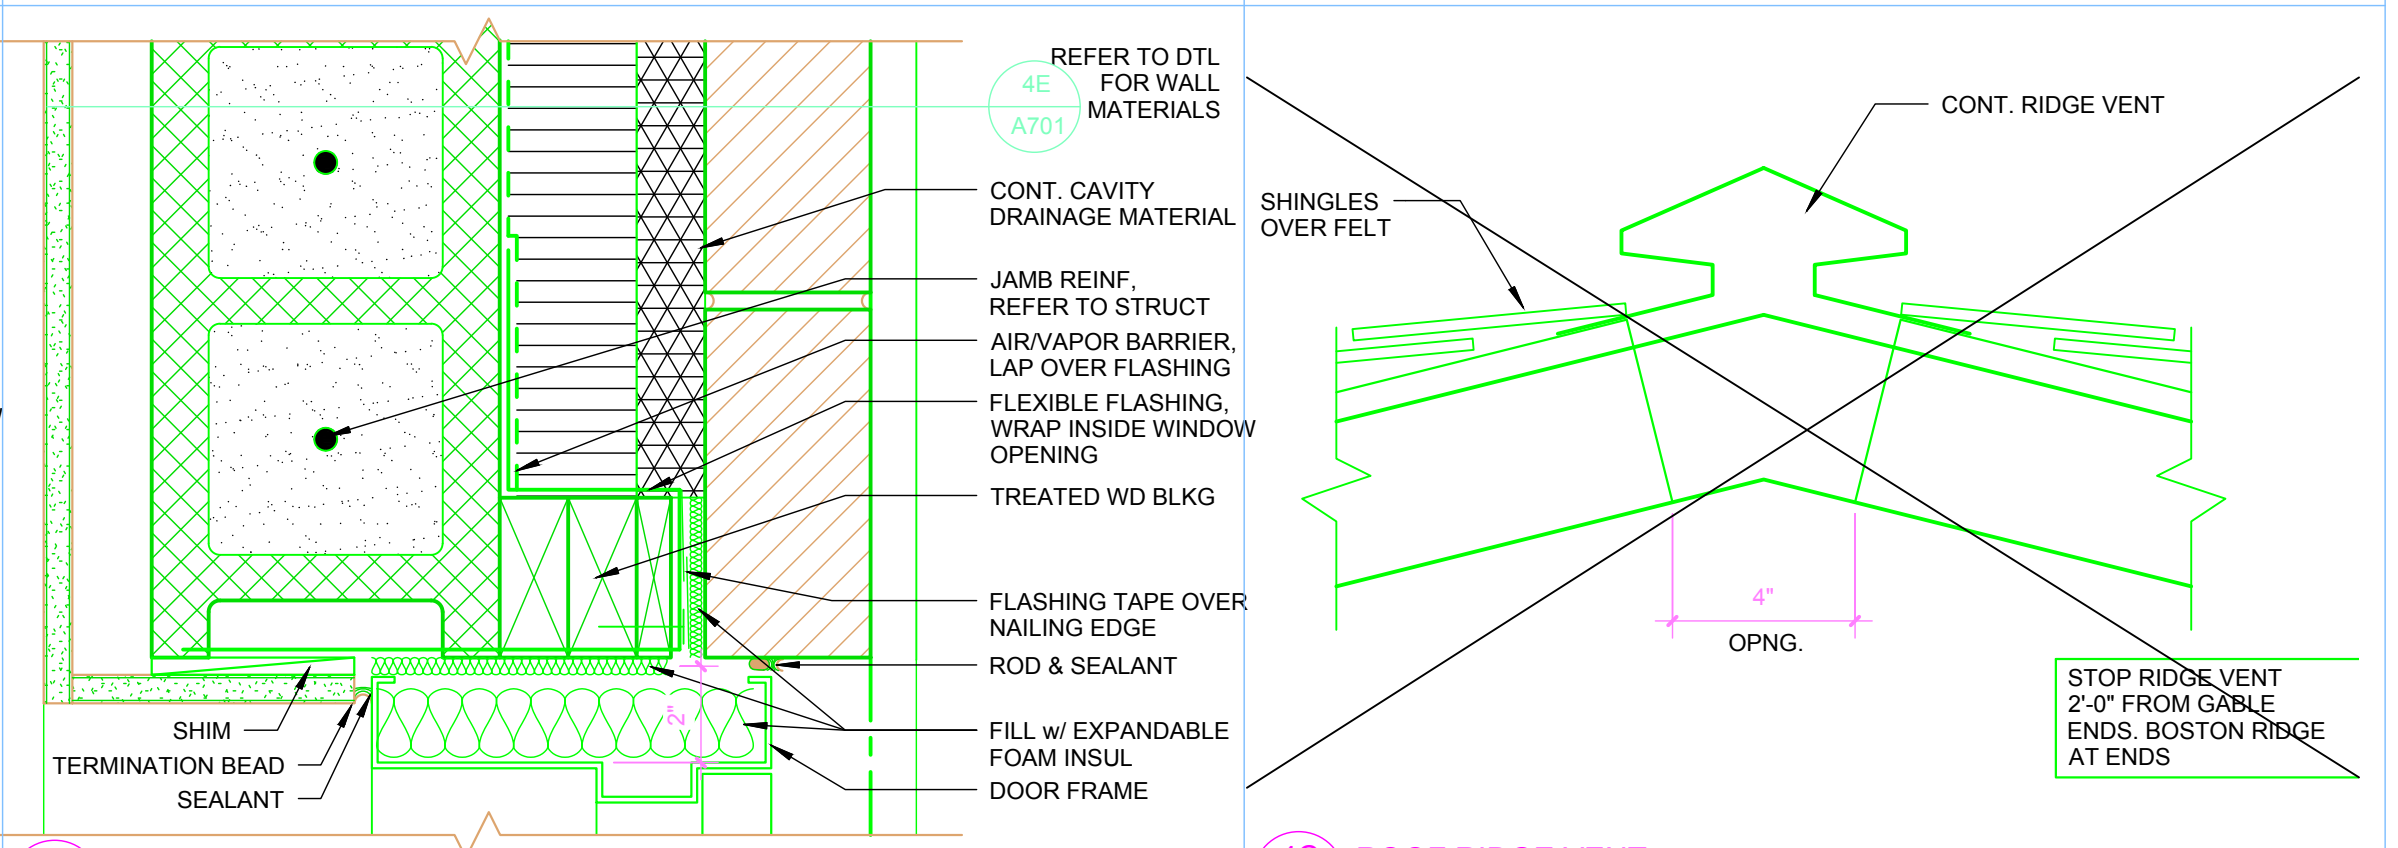 REFER TO DTL
FOR WALL
MATERIALS
4E
A701
CONT. CAVITY
DRAINAGE MATERIAL
JAMB REINF,
REFER TO STRUCT
AIR/VAPOR BARRIER,
LAP OVER FLASHING
FLEXIBLE FLASHING,
WRAP INSIDE WINDOW
OPENING
TREATED WD BLKG
FLASHING TAPE OVER
NAILING EDGE
ROD & SEALANT
FILL w/ EXPANDABLE
FOAM INSUL
DOOR FRAME
2"
SHIM
TERMINATION BEAD
SEALANT
CONT. RIDGE VENT
SHINGLES
OVER FELT
4"
OPNG.
STOP RIDGE VENT
2'-0" FROM GABLE
ENDS. BOSTON RIDGE
AT ENDS
ROOF RIDGE VENT